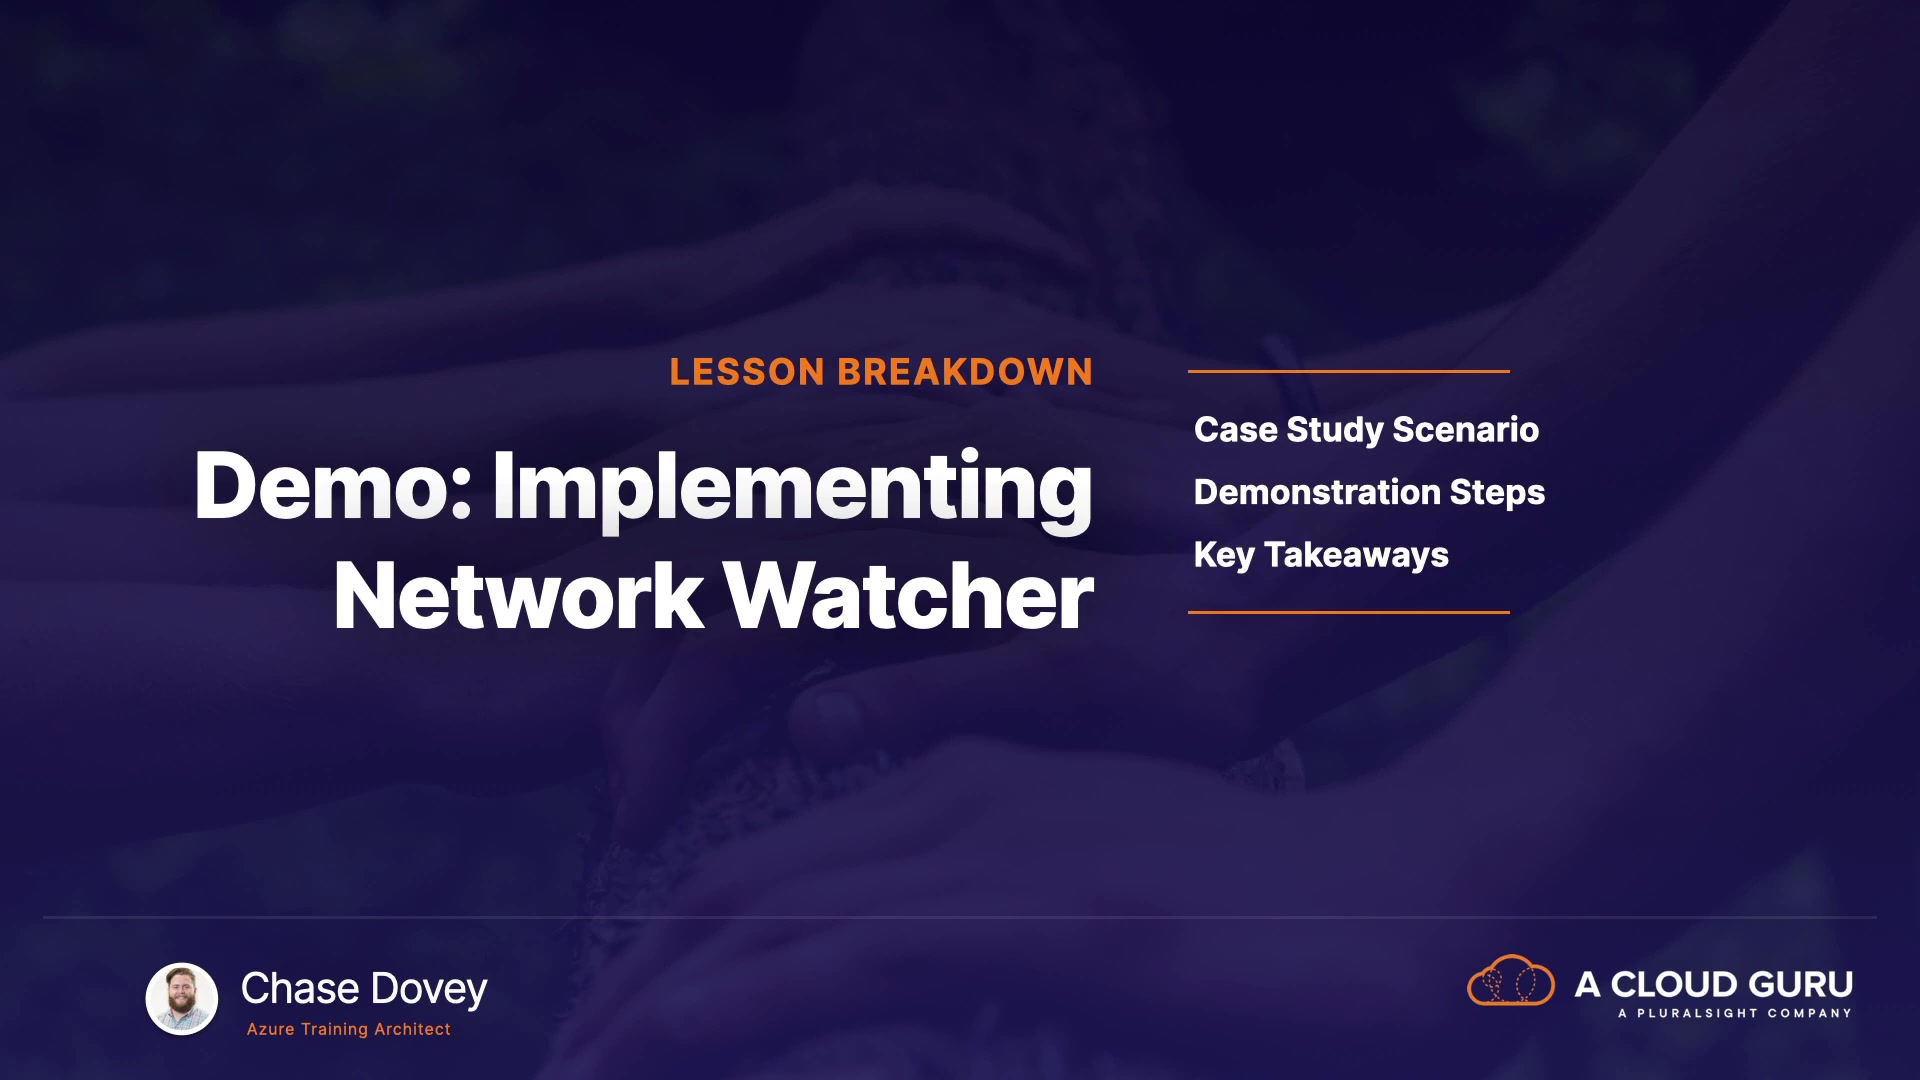 LESSON BREAKDOWN
Demo: Implementing
Network Watcher
Case Study Scenario
Demonstration Steps
Key Takeaways
Chase Dovey
Azure Training Architect
A CLOUD GURU
A PLURALSIGHT COMPANY